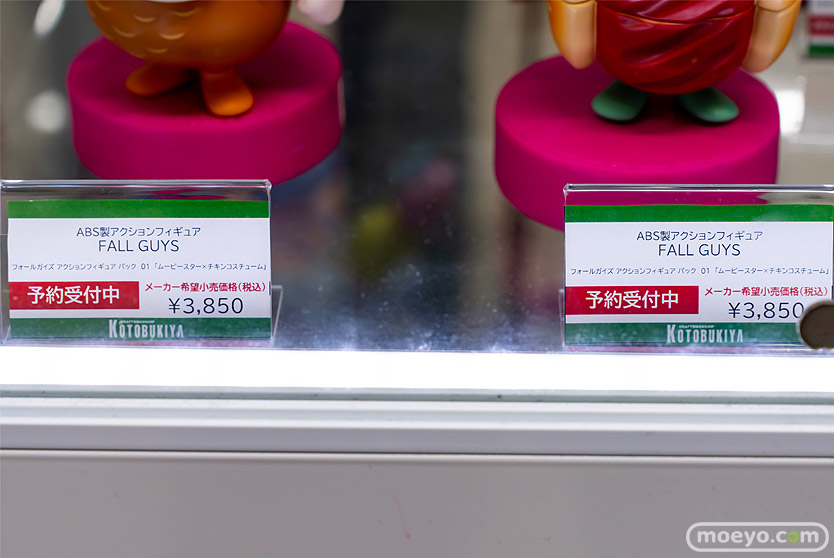 ABS製アクションフィギュア
FALL GUYS
フォールガイズ アクションフィギュア パック 01「ムービースター×チキンコスチューム」
予約受付中
メーカー希望小売価格(税込)
¥3,850
KOTOBUKIYA
ABS製アクションフィギュア
FALL GUYS
フォールガイズ アクションフィギュア パック 01「ムービースター×チキンコスチューム」
予約受付中
メーカー希望小売価格(税込)
¥3,850
KOTOBUKIYA
moeyo.com